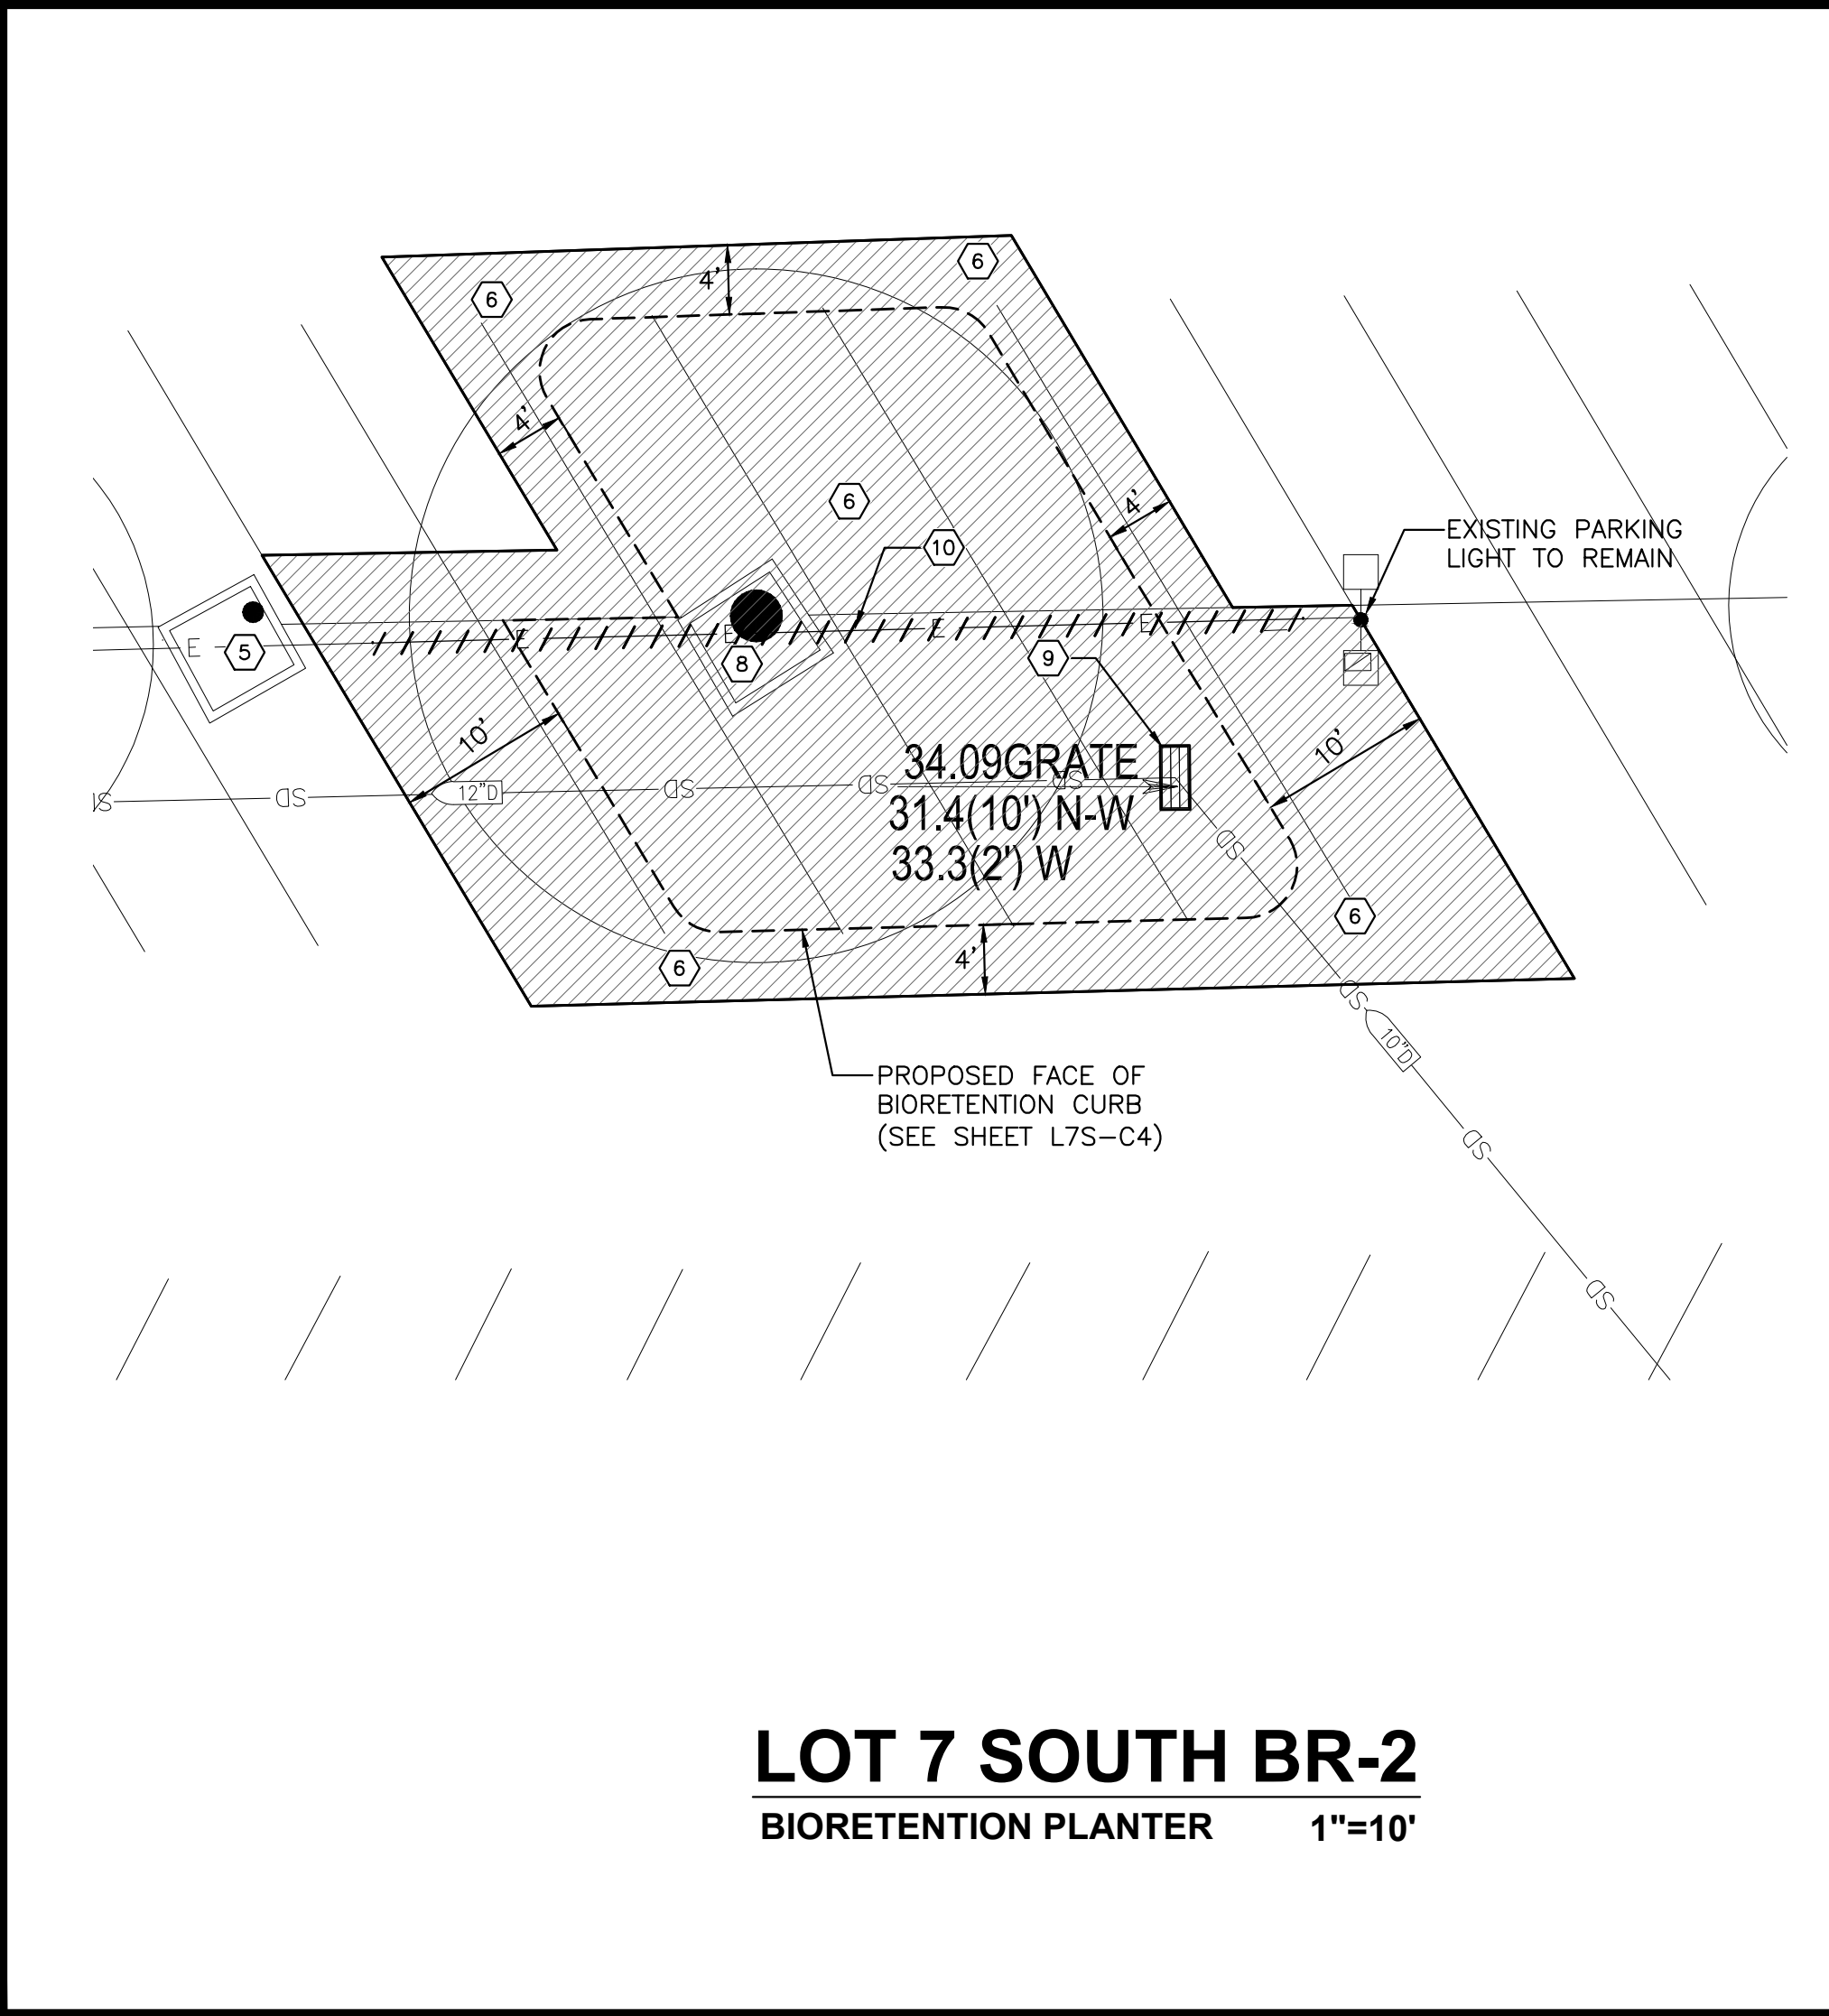 6
6
4'
4'
4'
6
10
EXISTING PARKING
LIGHT TO REMAIN
E
E
E
E
E
5
8
9
10'
10'
34.09GRATE
31.4(10') N-W
33.3(2') W
SD
SD
12"D
SD
SD
SD
SD
6
6
4'
SD
10"D
PROPOSED FACE OF
BIORETENTION CURB
(SEE SHEET L7S-C4)
SD
SD
LOT 7 SOUTH BR-2
BIORETENTION PLANTER 1"=10'